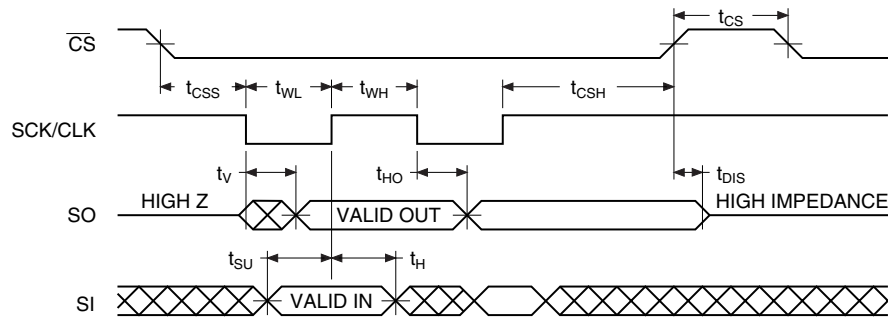 tCS
CS
tCSS tWL tWH tCSH
SCK/CLK
tV tHO tDIS
HIGH Z HIGH IMPEDANCE
SO VALID OUT
tSU tH
SI VALID IN